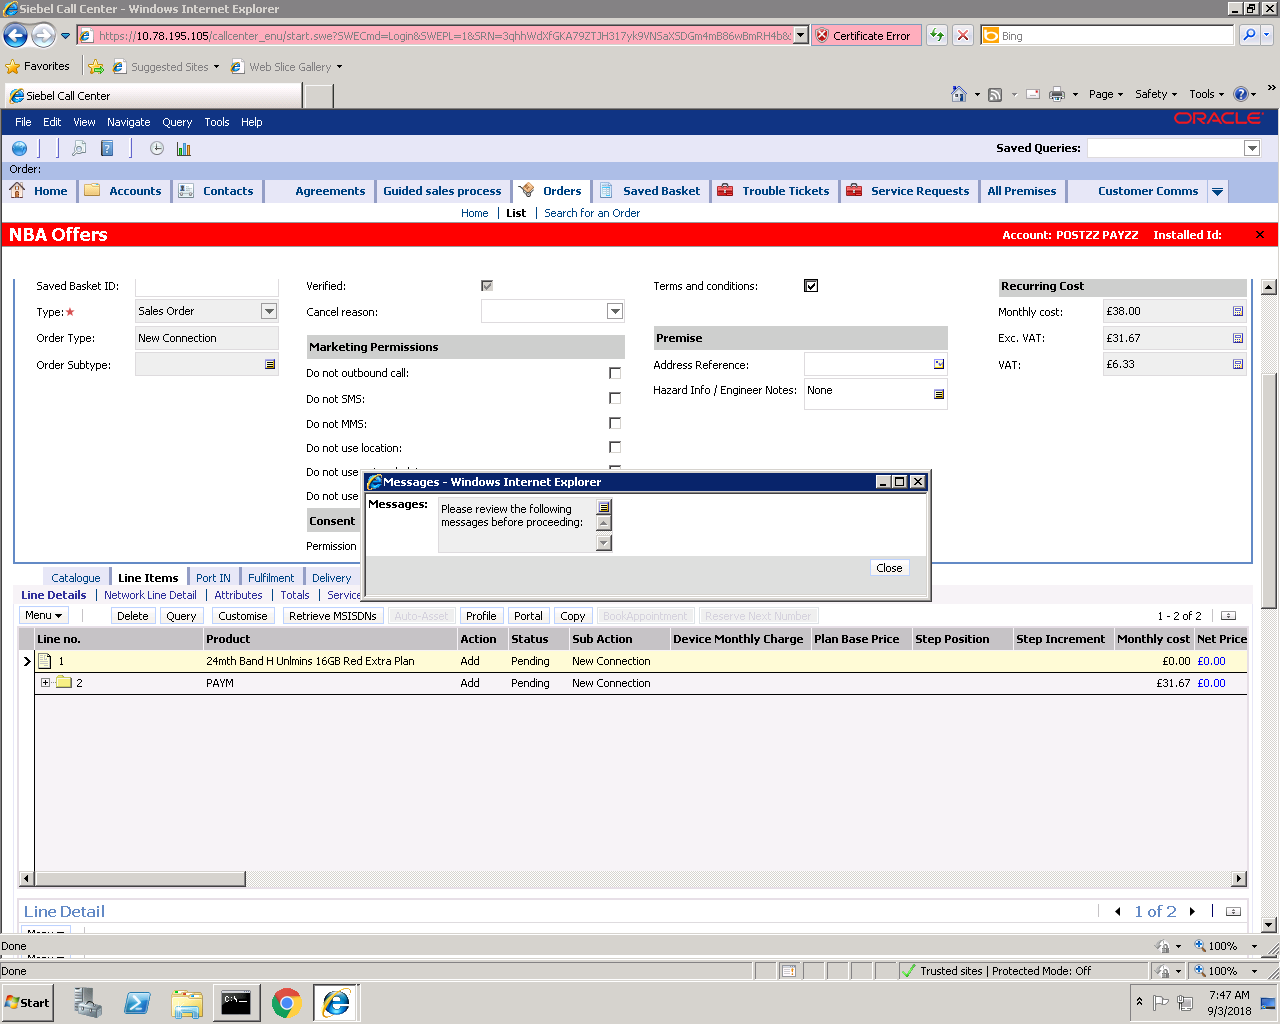 Siebel Call Center - Windows Internet Explorer
https://10.78.195.105/callcenter_enu/start.swe?SWECmd=Login&SWEPL=1&SRN=3qhhWdXfGKA79ZTJH317yk9VNSaXSDGm4mB86wBmRH4b& Certificate Error Bing
Favorites Suggested Sites Web Slice Gallery
Siebel Call Center Page Safety Tools
File Edit View Navigate Query Tools Help ORACLE
Saved Queries:
Order:
Home Accounts Contacts Agreements Guided sales process Orders Saved Basket Trouble Tickets Service Requests All Premises Customer Comms
Home List Search for an Order
NBA Offers Account: POSTZZ PAYZZ Installed Id:
Saved Basket ID: Verified: Terms and conditions: Recurring Cost
Type: Sales Order Cancel reason: Monthly cost: £38.00
Order Type: New Connection Premise Exc. VAT: £31.67
Marketing Permissions
Order Subtype: Do not outbound call: Address Reference: VAT: £6.33
Do not SMS: Hazard Info / Engineer Notes: None
Do not MMS:
Do not use location:
Do not use
Do not use
Consent
Permission
Messages - Windows Internet Explorer
Messages: Please review the following
messages before proceeding:
Close
Catalogue Line Items Port IN Fulfilment Delivery
Line Details Network Line Detail Attributes Totals Service
Menu Delete Query Customise Retrieve MSISDNs Auto-Asset Profile Portal Copy BookAppointment Reserve Next Number 1 - 2 of 2
Line no. Product Action Status Sub Action Device Monthly Charge Plan Base Price Step Position Step Increment Monthly cost Net Price
1 24mth Band H Unlmins 16GB Red Extra Plan Add Pending New Connection £0.00 £0.00
2 PAYM Add Pending New Connection £31.67 £0.00
Line Detail 1 of 2
Menu
Done 100%
Done Trusted sites | Protected Mode: Off 100%
Start 7:47 AM
9/3/2018